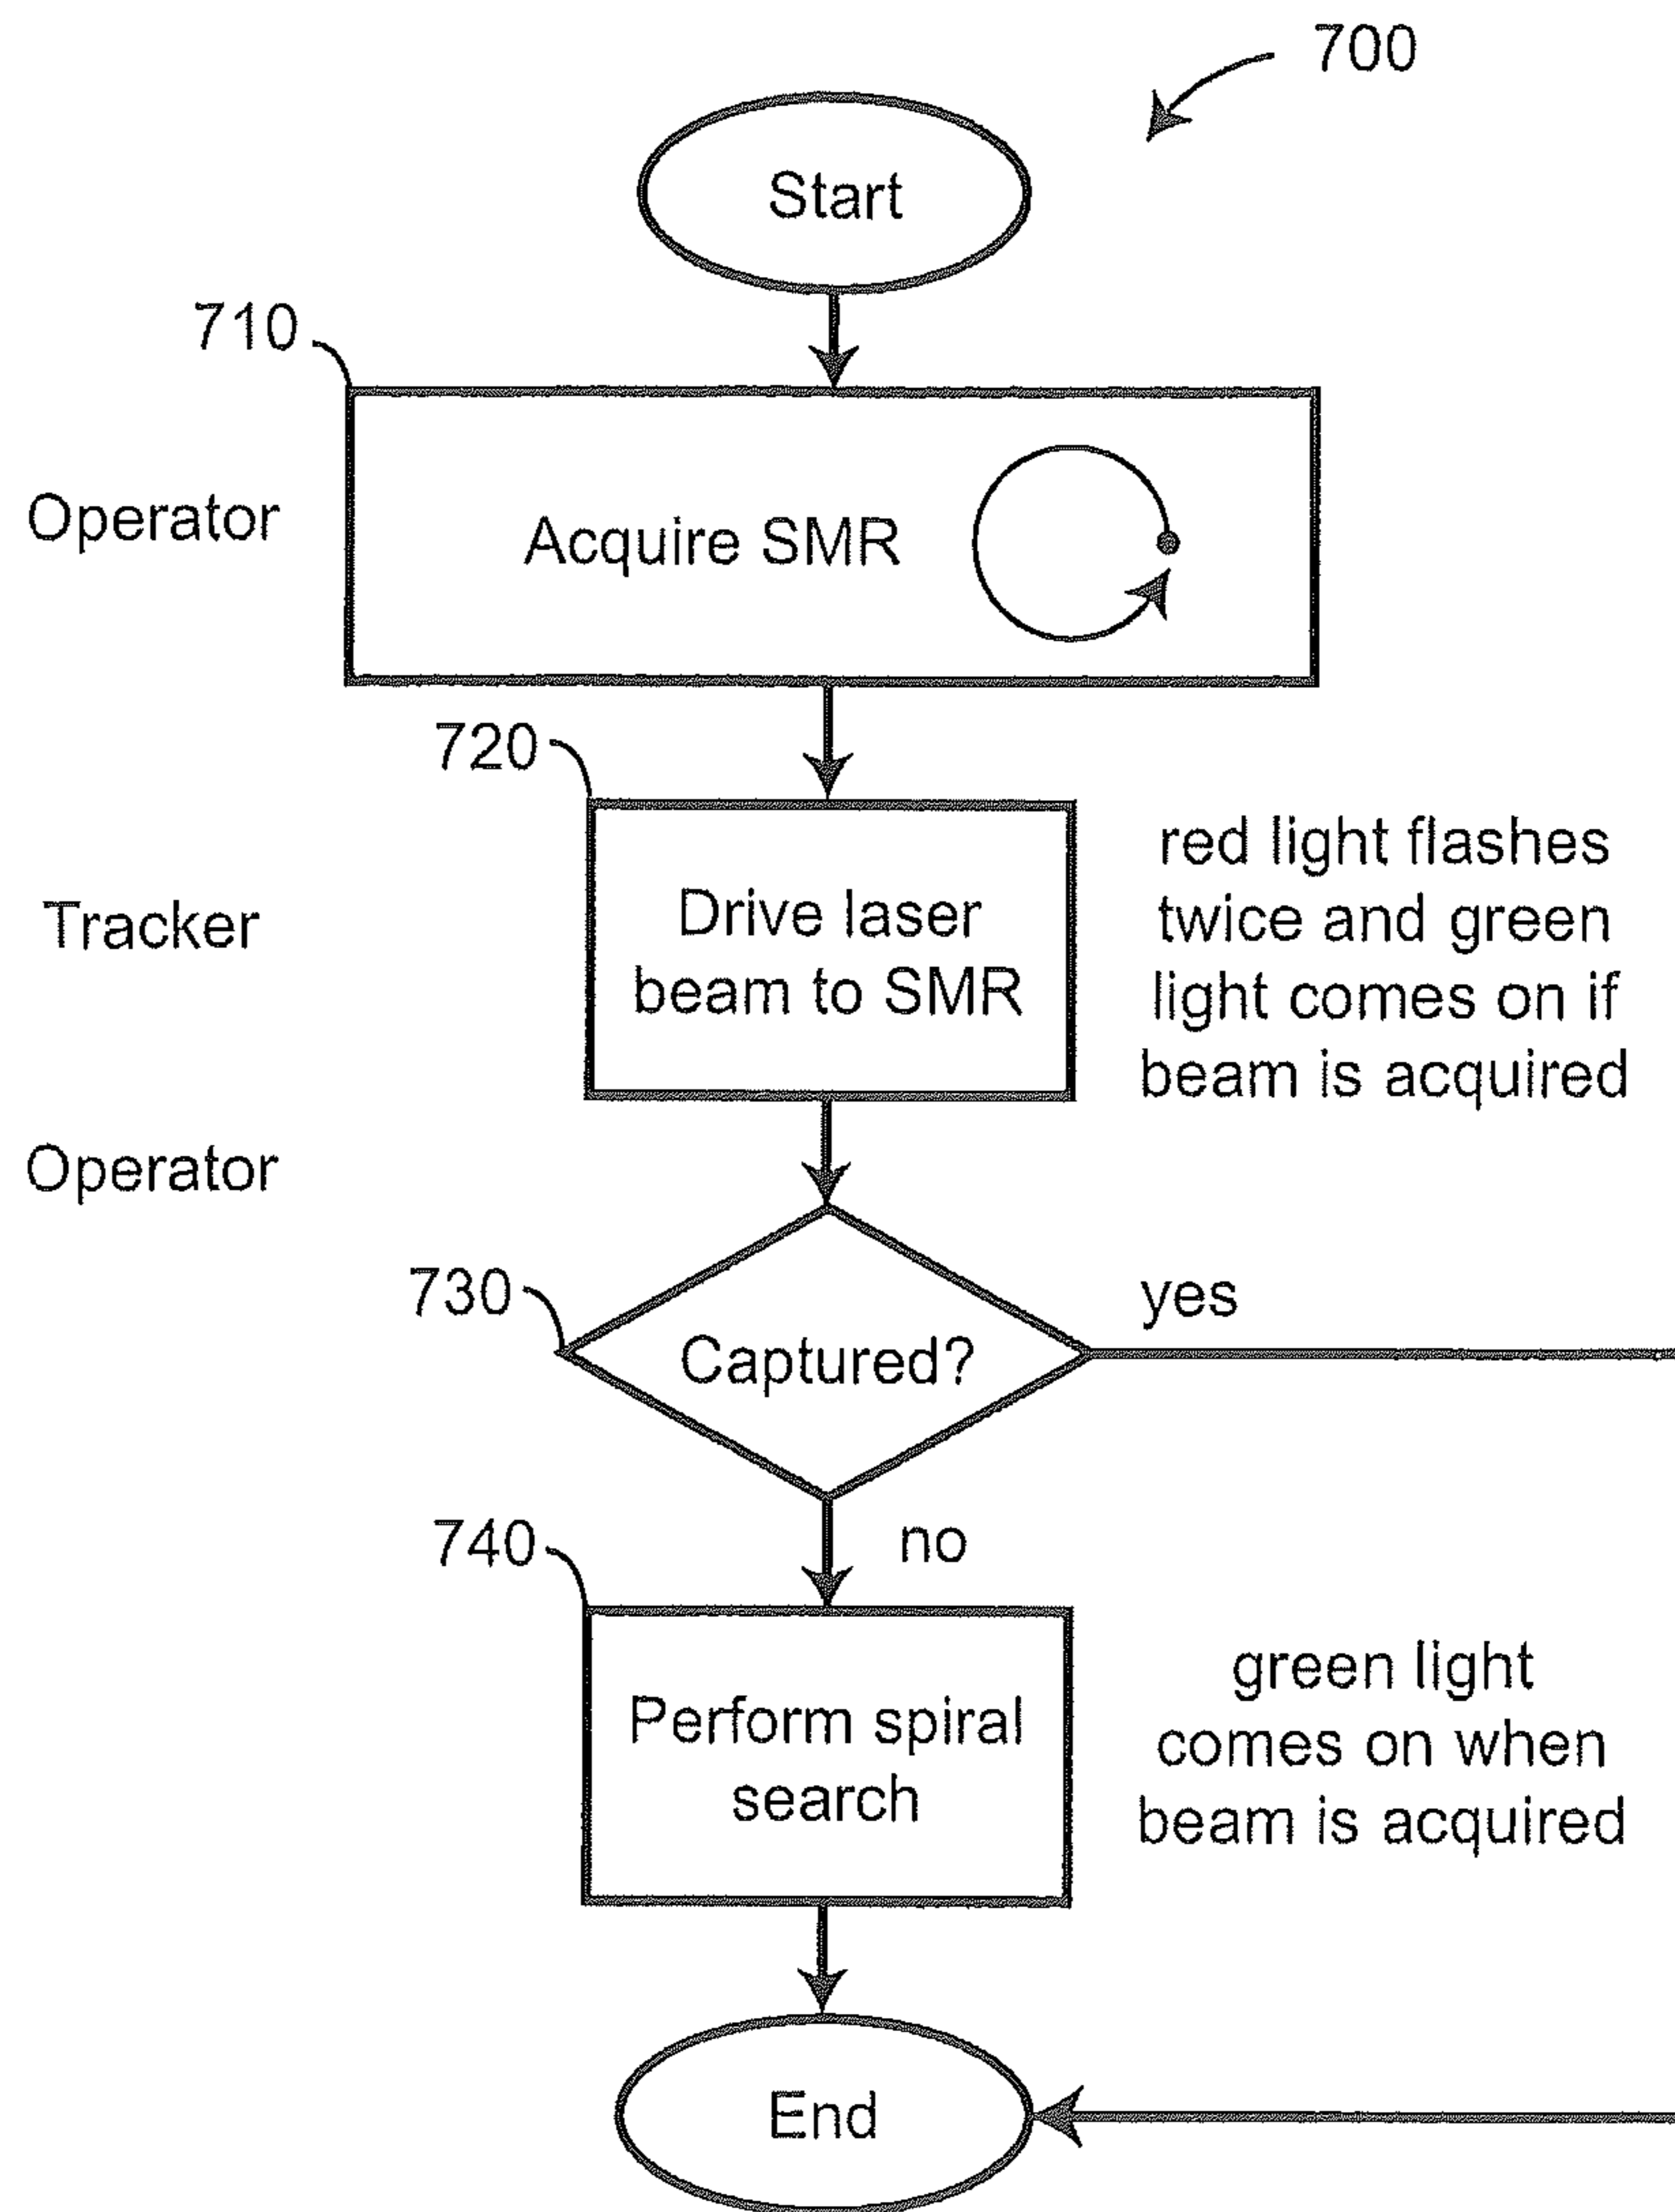 700
Start
710
Operator
Acquire SMR
720
Tracker
Drive laser
beam to SMR
red light flashes
twice and green
light comes on if
beam is acquired
Operator
730
Captured?
yes
no
740
Perform spiral
search
green light
comes on when
beam is acquired
End